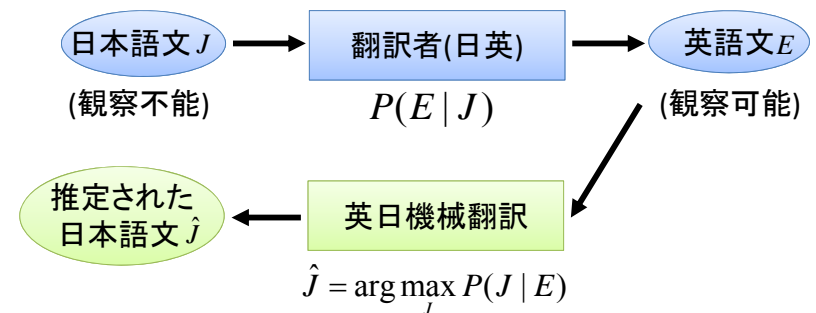 日本語文 J
翻訳者(日英)
英語文E
(観察不能)
P(E | J)
(観察可能)
推定された
日本語文 Ĵ
英日機械翻訳
Ĵ = arg max P(J | E)
J